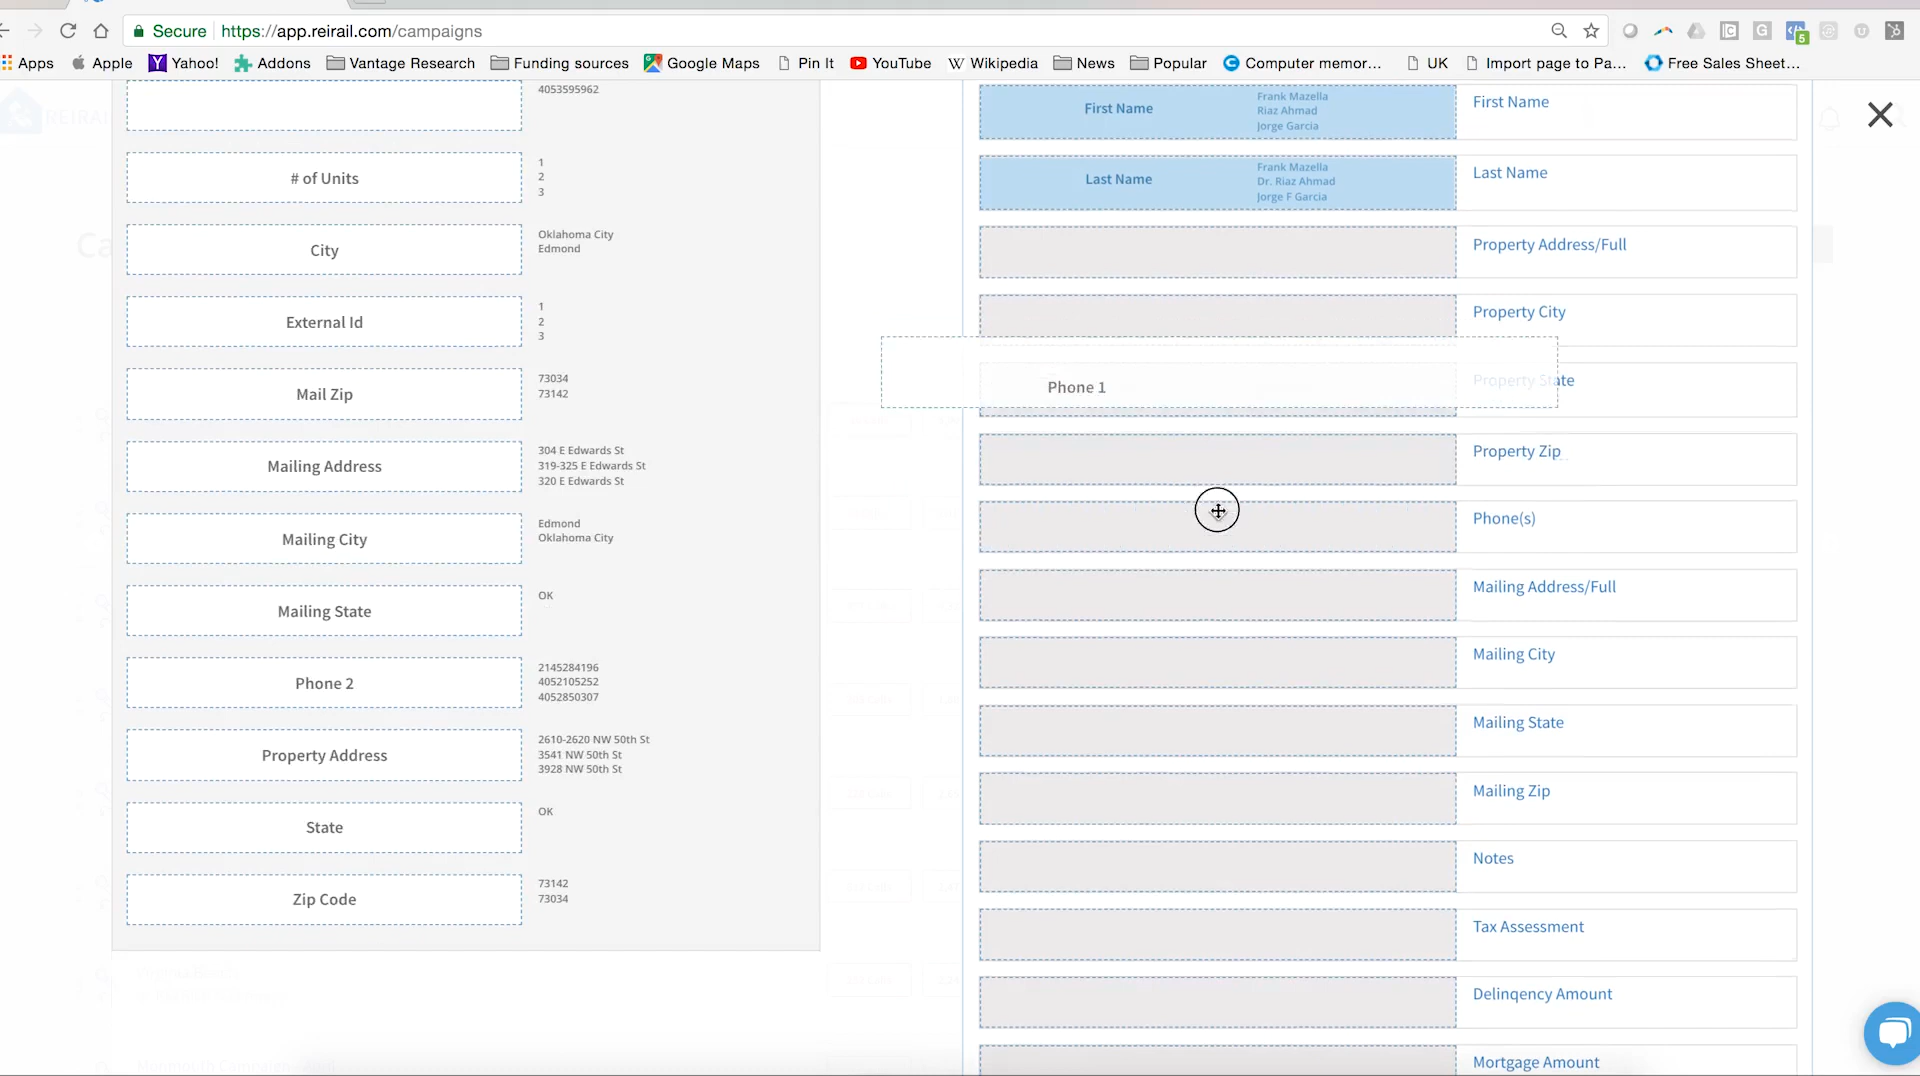 Secure https://app.reirail.com/campaigns
Apps Apple Yahoo! Addons Vantage Research Funding sources Google Maps Pin It YouTube Wikipedia News Popular Computer memor... UK Import page to Pa... Free Sales Sheet...
4053595962
# of Units
1
2
3
City
Oklahoma City
Edmond
External Id
1
2
3
Mail Zip
73034
73142
Mailing Address
304 E Edwards St
319-325 E Edwards St
320 E Edwards St
Mailing City
Edmond
Oklahoma City
Mailing State
OK
Phone 2
2145284196
4052105252
4052850307
Property Address
2610-2620 NW 50th St
3541 NW 50th St
3928 NW 50th St
State
OK
Zip Code
73142
73034
First Name
Frank Mazella
Riaz Ahmad
Jorge Garcia
First Name
Last Name
Frank Mazella
Dr. Riaz Ahmad
Jorge F Garcia
Last Name
Property Address/Full
Property City
Phone 1
Property State
Property Zip
Phone(s)
Mailing Address/Full
Mailing City
Mailing State
Mailing Zip
Notes
Tax Assessment
Delinqency Amount
Mortgage Amount
REIRAIL
5